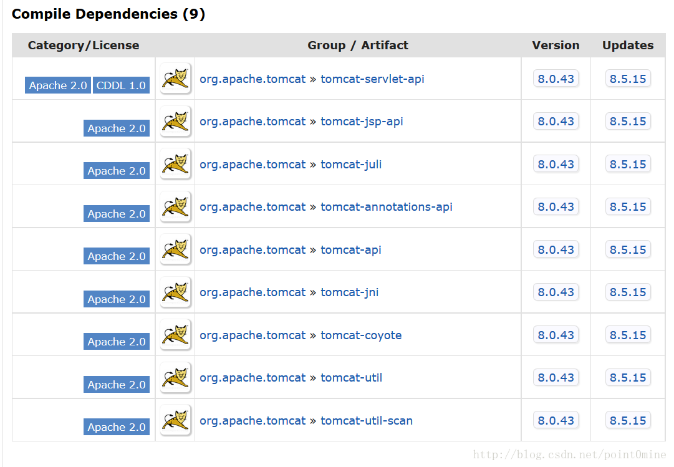 Compile Dependencies (9)
Category/License Group / Artifact Version Updates
Apache 2.0 CDDL 1.0 org.apache.tomcat » tomcat-servlet-api 8.0.43 8.5.15
Apache 2.0 org.apache.tomcat » tomcat-jsp-api 8.0.43 8.5.15
Apache 2.0 org.apache.tomcat » tomcat-juli 8.0.43 8.5.15
Apache 2.0 org.apache.tomcat » tomcat-annotations-api 8.0.43 8.5.15
Apache 2.0 org.apache.tomcat » tomcat-api 8.0.43 8.5.15
Apache 2.0 org.apache.tomcat » tomcat-jni 8.0.43 8.5.15
Apache 2.0 org.apache.tomcat » tomcat-coyote 8.0.43 8.5.15
Apache 2.0 org.apache.tomcat » tomcat-util 8.0.43 8.5.15
Apache 2.0 org.apache.tomcat » tomcat-util-scan 8.0.43 8.5.15
http://blog.csdn.net/point0mine